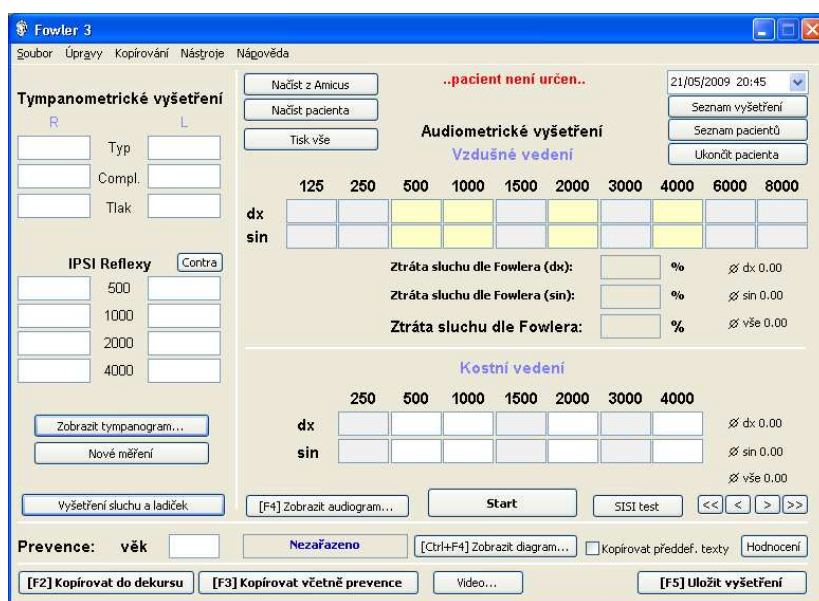 Fowler 3
Soubor Úpravy Kopírování Nástroje Nápověda
Tympanometrické vyšetření
R L
Typ
Compl.
Tlak
IPSI Reflexy Contra
500
1000
2000
4000
Zobrazit tympanogram...
Nové měření
Vyšetření sluchu a ladiček
Načíst z Amicus
Načíst pacienta
Tisk vše
..pacient není určen..
21/05/2009 20:45
Seznam vyšetření
Seznam pacientů
Ukončit pacienta
Audiometrické vyšetření
Vzdušné vedení
125 250 500 1000 1500 2000 3000 4000 6000 8000
dx
sin
Ztráta sluchu dle Fowlera (dx): % ø dx 0.00
Ztráta sluchu dle Fowlera (sin): % ø sin 0.00
Ztráta sluchu dle Fowlera: % ø vše 0.00
Kostní vedení
250 500 1000 1500 2000 3000 4000
dx ø dx 0.00
sin ø sin 0.00
ø vše 0.00
[F4] Zobrazit audiogram... Start SISI test << < > >>
Prevence: věk Nezařazeno [Ctrl+F4] Zobrazit diagram... Kopírovat předdef. texty Hodnocení
[F2] Kopírovat do dekursu [F3] Kopírovat včetně prevence Video... [F5] Uložit vyšetření